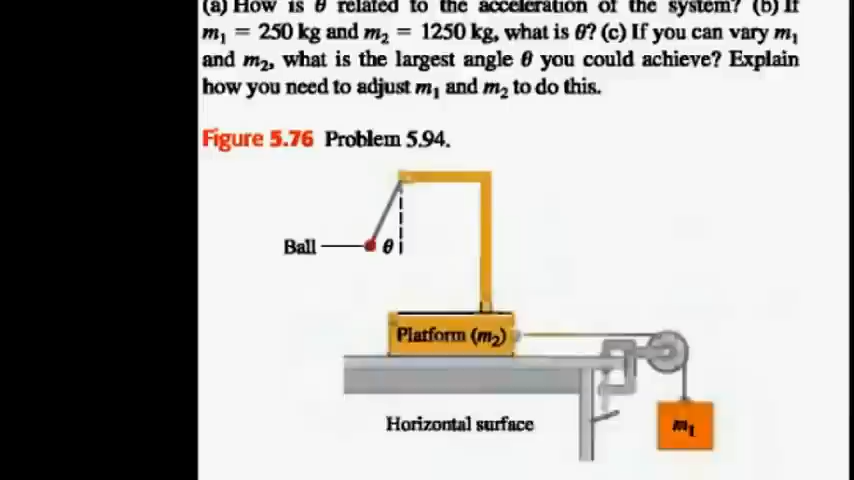 (a) How is θ related to the acceleration of the system? (b) If
m₁ = 250 kg and m₂ = 1250 kg, what is θ? (c) If you can vary m₁
and m₂, what is the largest angle θ you could achieve? Explain
how you need to adjust m₁ and m₂ to do this.
Figure 5.76 Problem 5.94.
Ball
θ
Platform (m₂)
Horizontal surface
m₁